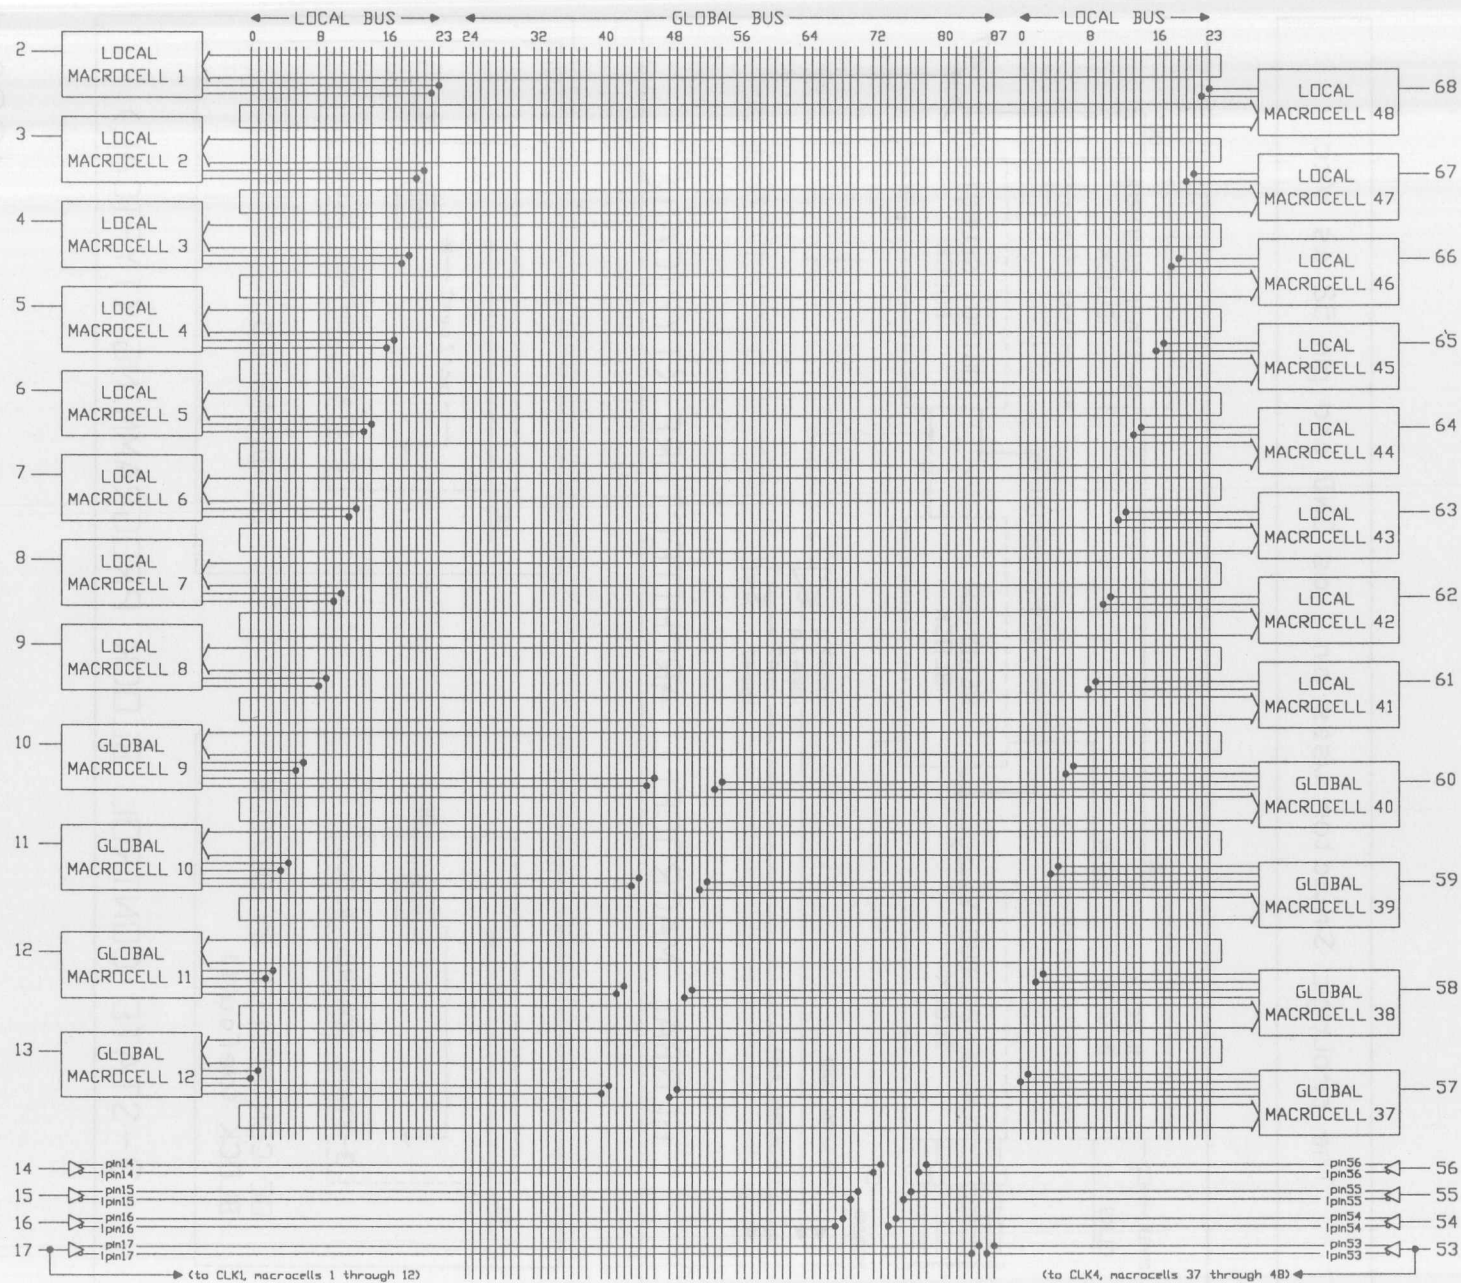 LOCAL BUS GLOBAL BUS LOCAL BUS
0 8 16 23 24 32 40 48 56 64 72 80 87 0 8 16 23
2 LOCAL MACROCELL 1
LOCAL MACROCELL 48 68
3 LOCAL MACROCELL 2
LOCAL MACROCELL 47 67
4 LOCAL MACROCELL 3
LOCAL MACROCELL 46 66
5 LOCAL MACROCELL 4
LOCAL MACROCELL 45 65
6 LOCAL MACROCELL 5
LOCAL MACROCELL 44 64
7 LOCAL MACROCELL 6
LOCAL MACROCELL 43 63
8 LOCAL MACROCELL 7
LOCAL MACROCELL 42 62
9 LOCAL MACROCELL 8
LOCAL MACROCELL 41 61
10 GLOBAL MACROCELL 9
GLOBAL MACROCELL 40 60
11 GLOBAL MACROCELL 10
GLOBAL MACROCELL 39 59
12 GLOBAL MACROCELL 11
GLOBAL MACROCELL 38 58
13 GLOBAL MACROCELL 12
GLOBAL MACROCELL 37 57
14 pin14 !pin14 pin56 !pin56 56
15 pin15 !pin15 pin55 !pin55 55
16 pin16 !pin16 pin54 !pin54 54
17 pin17 !pin17 pin53 !pin53 53
(to CLK1, macrocells 1 through 12) (to CLK4, macrocells 37 through 48)